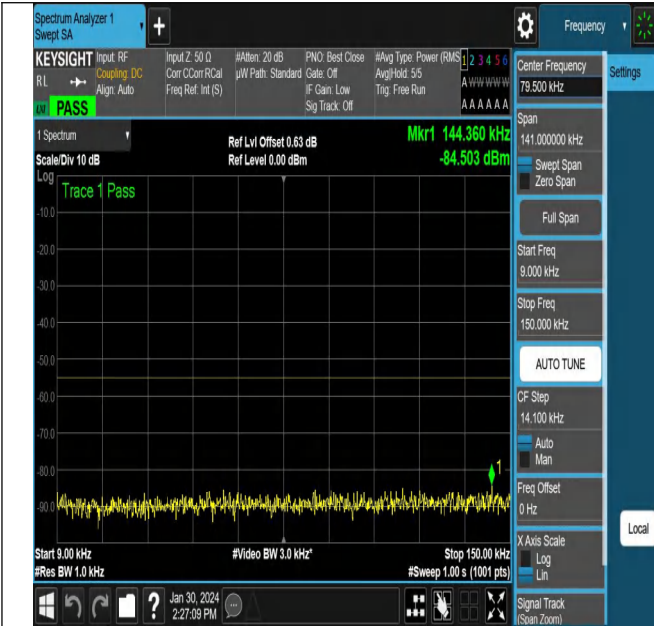 Spectrum Analyzer 1
Swept SA
+
Frequency
KEYSIGHT
Input: RF
Coupling: DC
Align: Auto
Input Z: 50 Ω
Corr CCorr RCal
Freq Ref: Int (S)
#Atten: 20 dB
µW Path: Standard
PNO: Best Close
Gate: Off
IF Gain: Low
Sig Track: Off
#Avg Type: Power (RMS
Avg|Hold: 5/5
Trig: Free Run
1 2 3 4 5 6
A W W W W W
A A A A A A
R L
PASS
1 Spectrum
Scale/Div 10 dB
Ref Lvl Offset 0.63 dB
Ref Level 0.00 dBm
Mkr1 144.360 kHz
-84.503 dBm
Log
Trace 1 Pass
-10.0
-20.0
-30.0
-40.0
-50.0
-60.0
-70.0
-80.0
-90.0
1
Start 9.00 kHz
#Res BW 1.0 kHz
#Video BW 3.0 kHz*
Stop 150.00 kHz
#Sweep 1.00 s (1001 pts)
?
Jan 30, 2024
2:27:09 PM
Center Frequency
79.500 kHz
Settings
Span
141.000000 kHz
Swept Span
Zero Span
Full Span
Start Freq
9.000 kHz
Stop Freq
150.000 kHz
AUTO TUNE
CF Step
14.100 kHz
Auto
Man
Freq Offset
0 Hz
Local
X Axis Scale
Log
Lin
Signal Track
(Span Zoom)